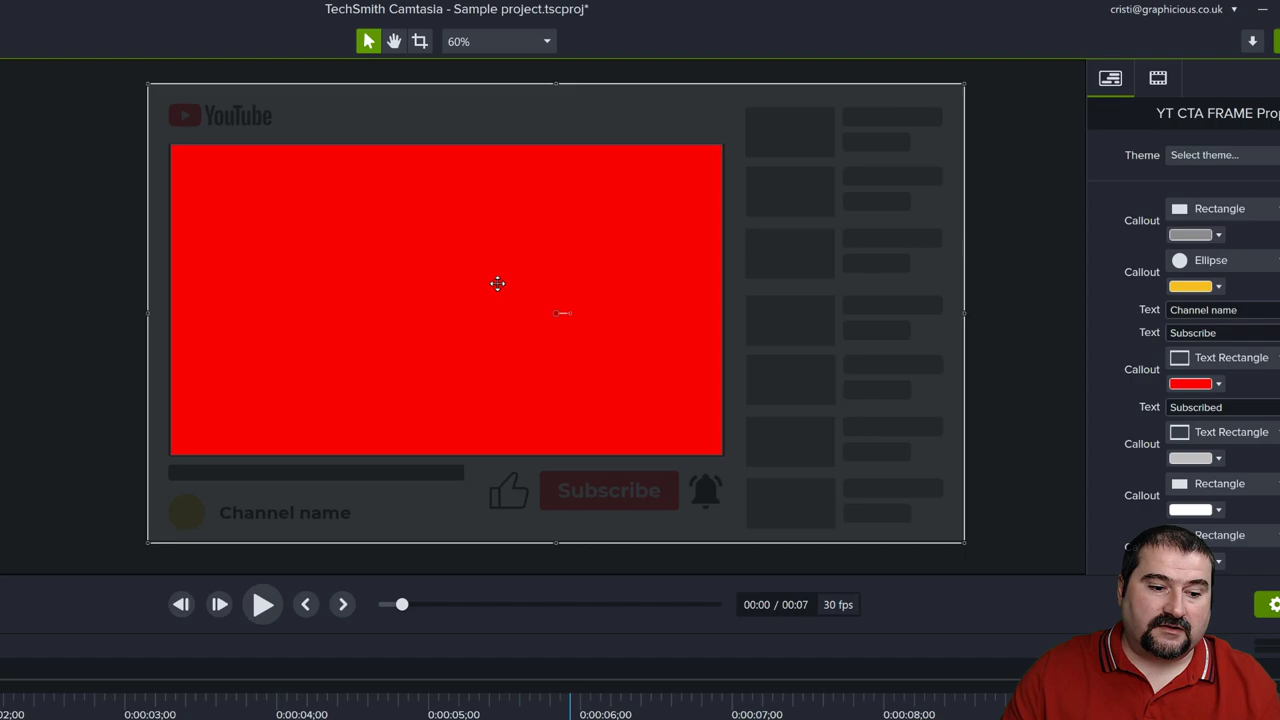 TechSmith Camtasia - Sample project.tscproj*
cristi@graphicious.co.uk
60%
YouTube
YT CTA FRAME Prop
Theme
Select theme...
Callout
Rectangle
Callout
Ellipse
Text
Channel name
Text
Subscribe
Callout
Text Rectangle
Text
Subscribed
Callout
Text Rectangle
Callout
Rectangle
Rectangle
Subscribe
Channel name
00:00 / 00:07
30 fps
02;00
0:00:03;00
0:00:04;00
0:00:05;00
0:00:06;00
0:00:07;00
0:00:08;00